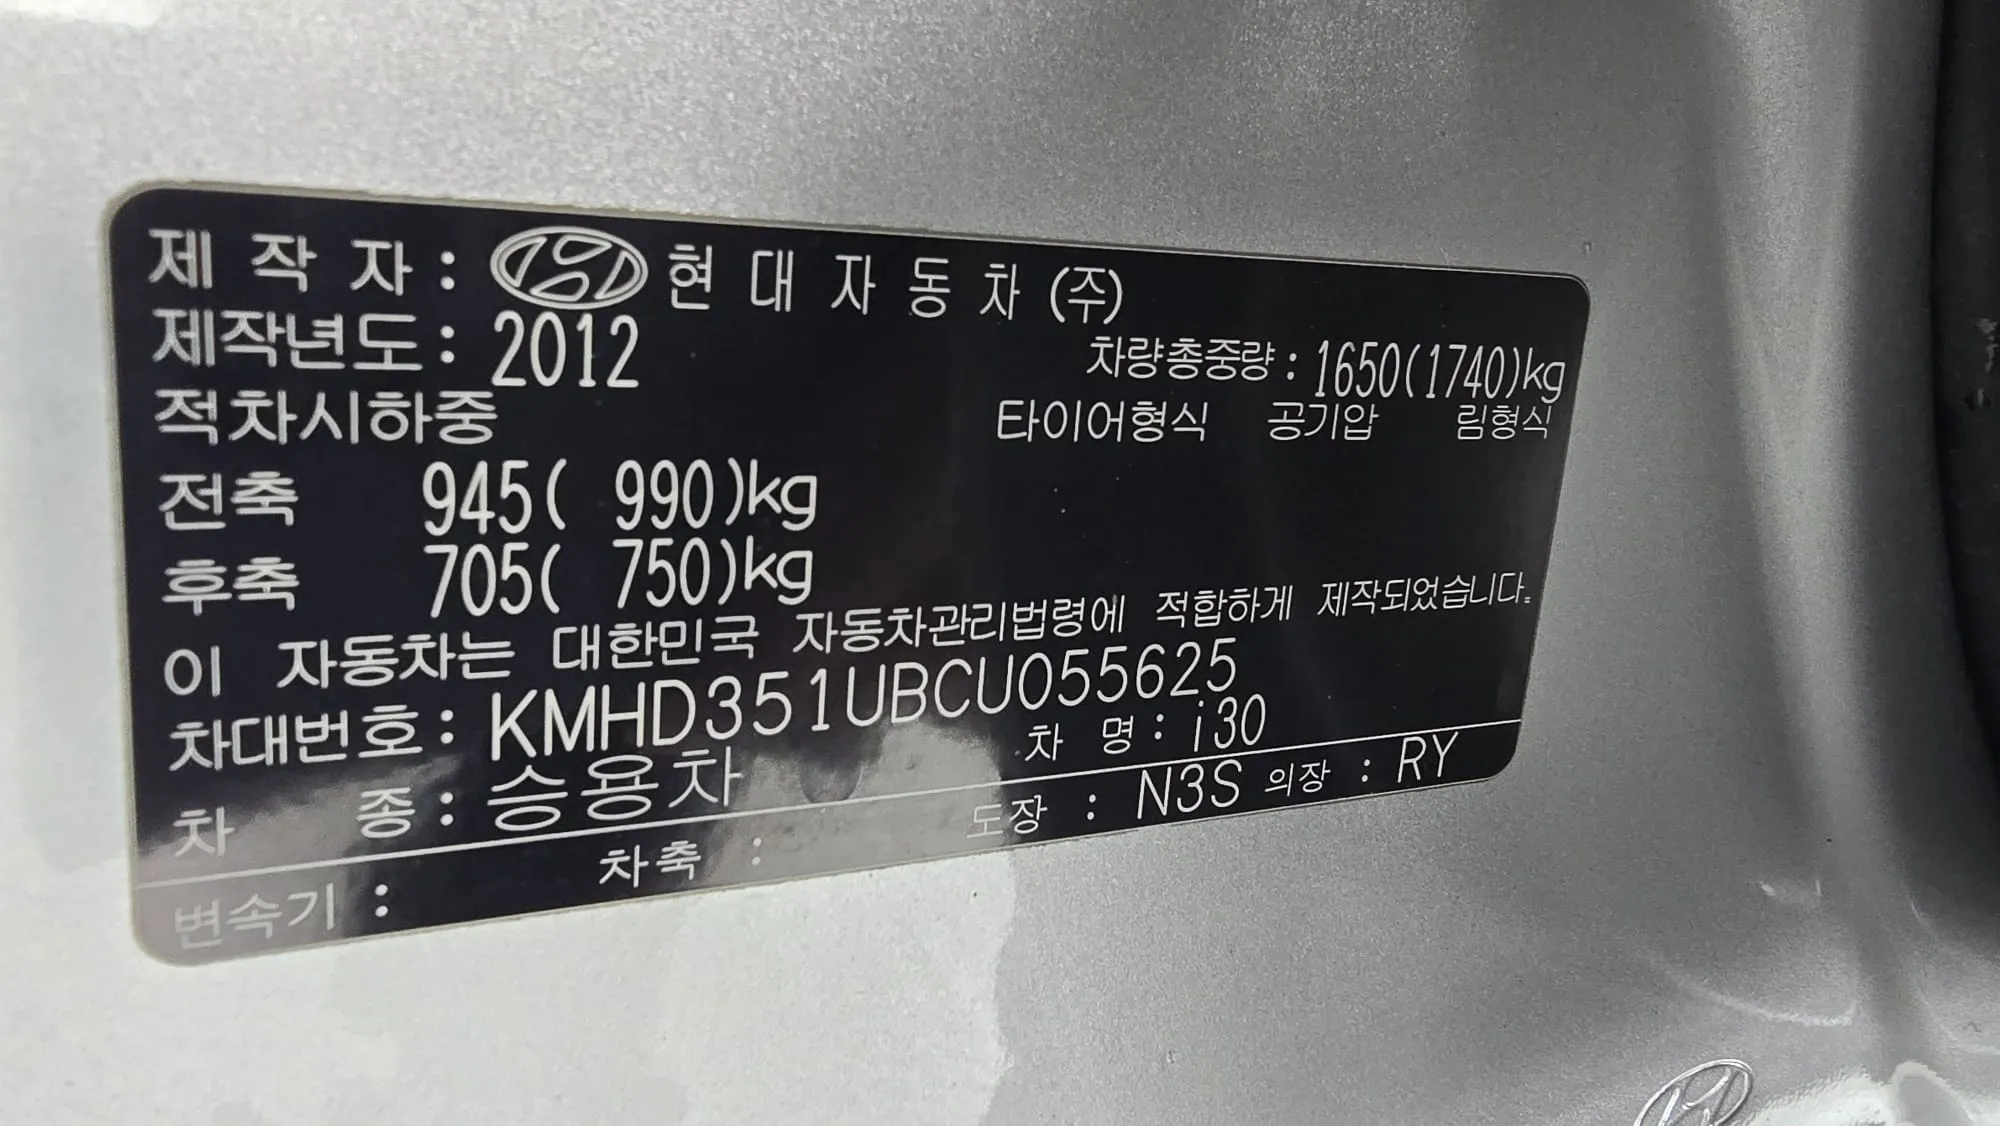 제 작 자 : 현 대 자 동 차 (주)
제작년도 : 2012
차량총중량 : 1650(1740)kg
적차시하중
타이어형식 공기압 림형식
전축 945( 990)kg
후축 705( 750)kg
이 자동차는 대한민국 자동차관리법령에 적합하게 제작되었습니다.
차대번호 : KMHD351UBCU055625
차 명 : i30
차 종 : 승용차
변속기 : 차축 : 도장 : N3S 의장 : RY